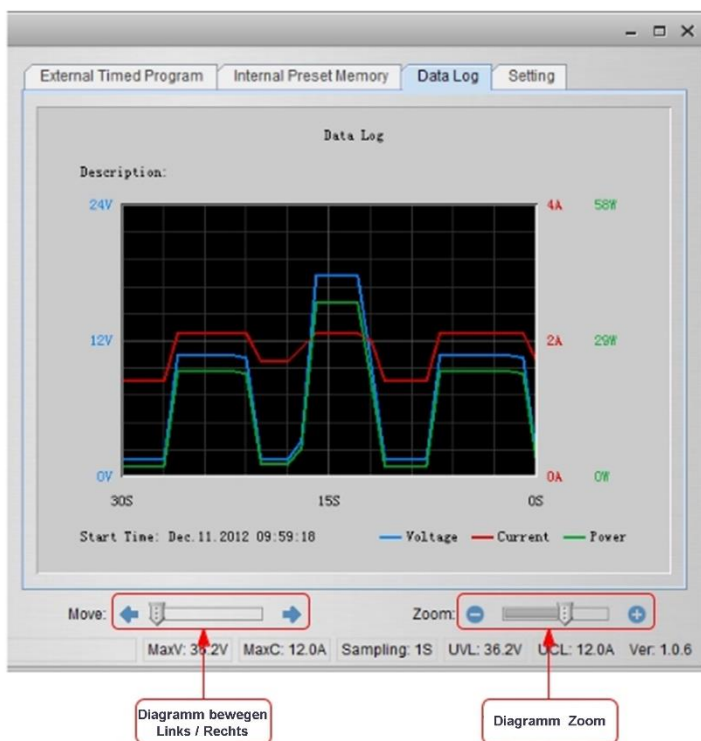 External Timed Program Internal Preset Memory Data Log Setting
Data Log
Description:
24V 4A 58W
12V 2A 29W
0V 0A 0W
30S 15S 0S
Start Time: Dec.11.2012 09:59:18 Voltage Current Power
Move: Zoom:
MaxV: 36.2V MaxC: 12.0A Sampling: 1S UVL: 36.2V UCL: 12.0A Ver: 1.0.6
Diagramm bewegen
Links / Rechts
Diagramm Zoom